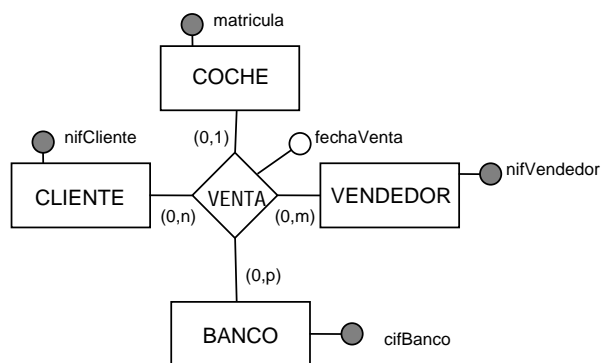 matricula
COCHE
(0,1)
fechaVenta
nifCliente
CLIENTE
(0,n)
VENTA
(0,m)
VENDEDOR
nifVendedor
(0,p)
BANCO
cifBanco